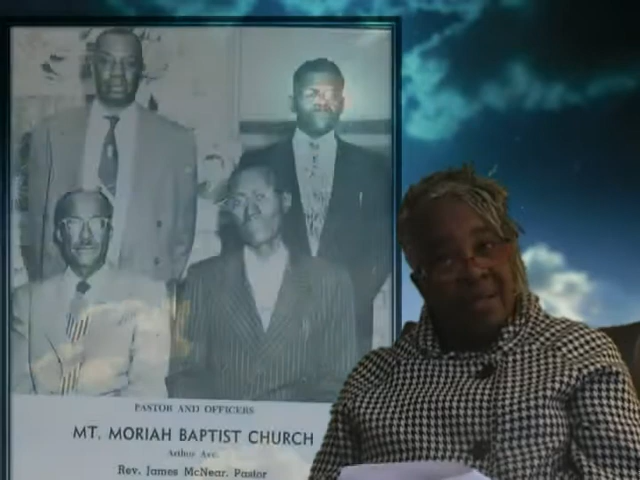 PASTOR AND OFFICERS
MT. MORIAH BAPTIST CHURCH
Arthur Ave.
Rev. James McNear, Pastor